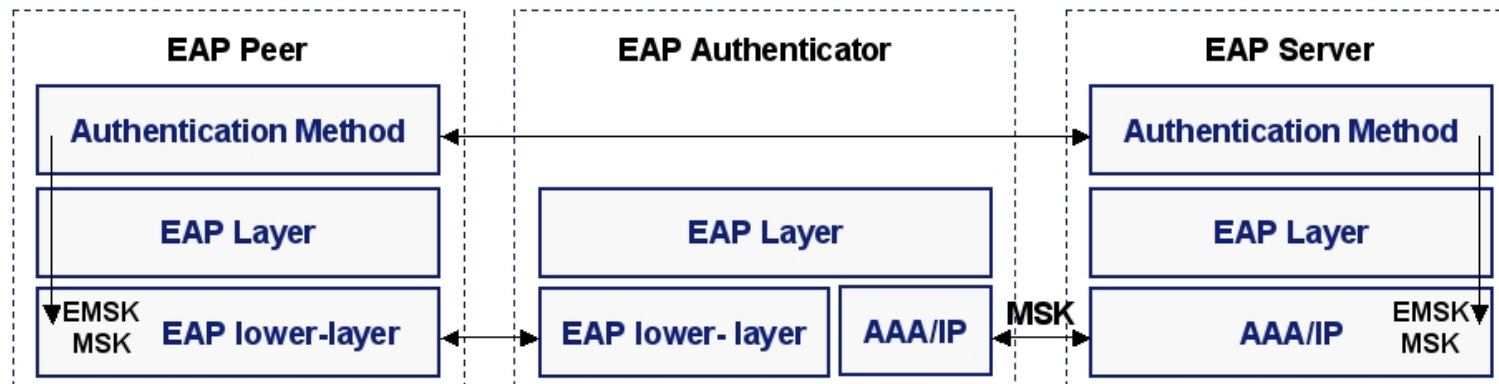 EAP Peer
EAP Authenticator
EAP Server
Authentication Method
Authentication Method
EAP Layer
EAP Layer
EAP Layer
EMSK
MSK
EAP lower-layer
EAP lower- layer
AAA/IP
MSK
AAA/IP
EMSK
MSK